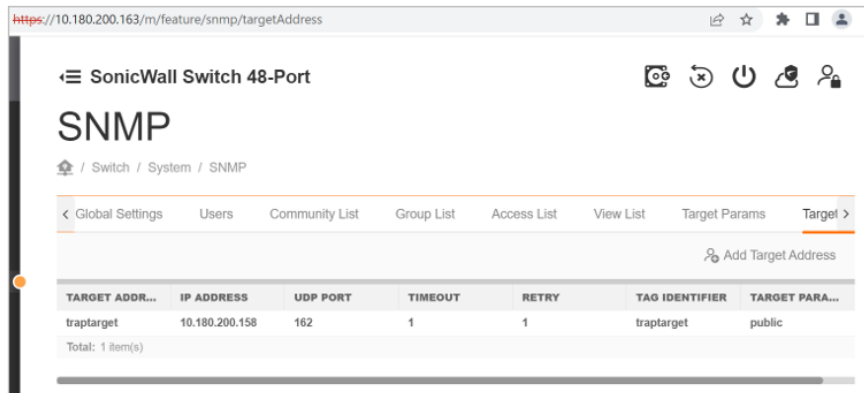 https://10.180.200.163/m/feature/snmp/targetAddress
SonicWall Switch 48-Port
SNMP
/ Switch / System / SNMP
Global Settings Users Community List Group List Access List View List Target Params Target
Add Target Address
TARGET ADDR... IP ADDRESS UDP PORT TIMEOUT RETRY TAG IDENTIFIER TARGET PARA...
traptarget 10.180.200.158 162 1 1 traptarget public
Total: 1 item(s)